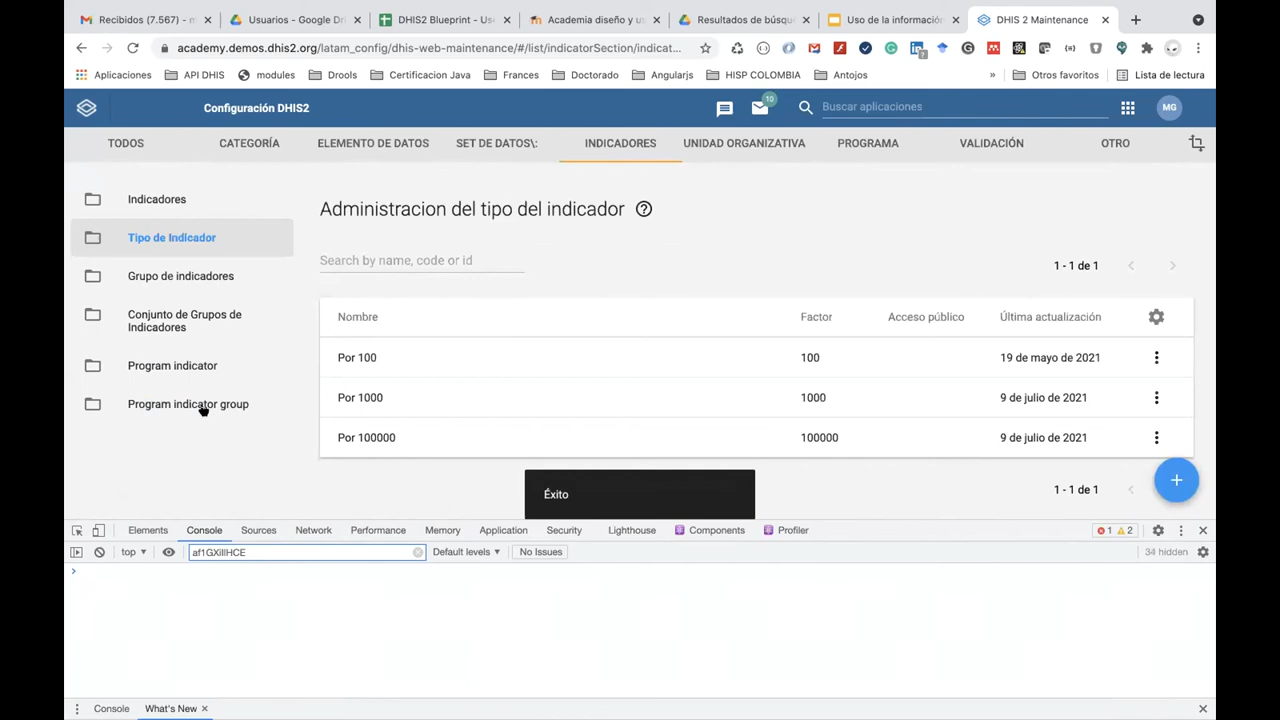 Recibidos (7.567) - m
Usuarios - Google Dri
DHIS2 Blueprint - Use
Academia diseño y us
Resultados de búsque
Uso de la información
DHIS 2 Maintenance
academy.demos.dhis2.org/latam_config/dhis-web-maintenance/#/list/indicatorSection/indicat...
Aplicaciones
API DHIS
modules
Drools
Certificacion Java
Frances
Doctorado
Angularjs
HISP COLOMBIA
Antojos
»
Otros favoritos
Lista de lectura
Configuración DHIS2
10
Buscar aplicaciones
MG
TODOS
CATEGORÍA
ELEMENTO DE DATOS
SET DE DATOS\:
INDICADORES
UNIDAD ORGANIZATIVA
PROGRAMA
VALIDACIÓN
OTRO
Indicadores
Tipo de Indicador
Grupo de indicadores
Conjunto de Grupos de
Indicadores
Program indicator
Program indicator group
Administracion del tipo del indicador
Search by name, code or id
1 - 1 de 1
Nombre Factor Acceso público Última actualización
Por 100 100 19 de mayo de 2021
Por 1000 1000 9 de julio de 2021
Por 100000 100000 9 de julio de 2021
1 - 1 de 1
Éxito
Elements Console Sources Network Performance Memory Application Security Lighthouse Components Profiler 1 2
top Default levels No Issues 34 hidden
Console What's New